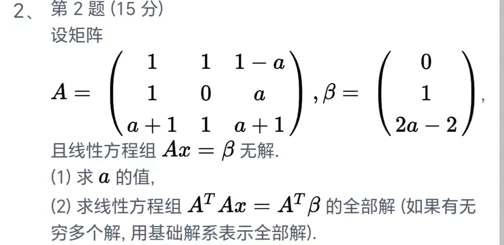 2、 第 2 题 (15 分)
设矩阵
A = ( 1 1 1 − a ; 1 0 a ; a + 1 1 a + 1 ) , β = ( 0 ; 1 ; 2a − 2 ) ,
且线性方程组 Ax = β 无解.
(1) 求 a 的值,
(2) 求线性方程组 AᵀAx = Aᵀβ 的全部解 (如果有无
穷多个解, 用基础解系表示全部解).